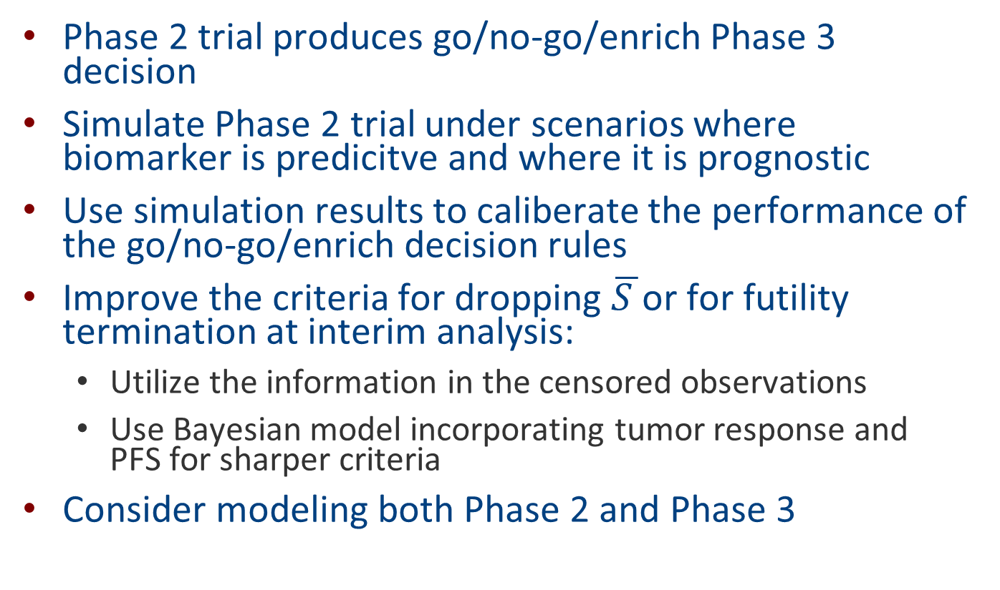 • Phase 2 trial produces go/no-go/enrich Phase 3
decision
• Simulate Phase 2 trial under scenarios where
biomarker is predicitve and where it is prognostic
• Use simulation results to caliberate the performance of
the go/no-go/enrich decision rules
• Improve the criteria for dropping S̅ or for futility
termination at interim analysis:
• Utilize the information in the censored observations
• Use Bayesian model incorporating tumor response and
PFS for sharper criteria
• Consider modeling both Phase 2 and Phase 3